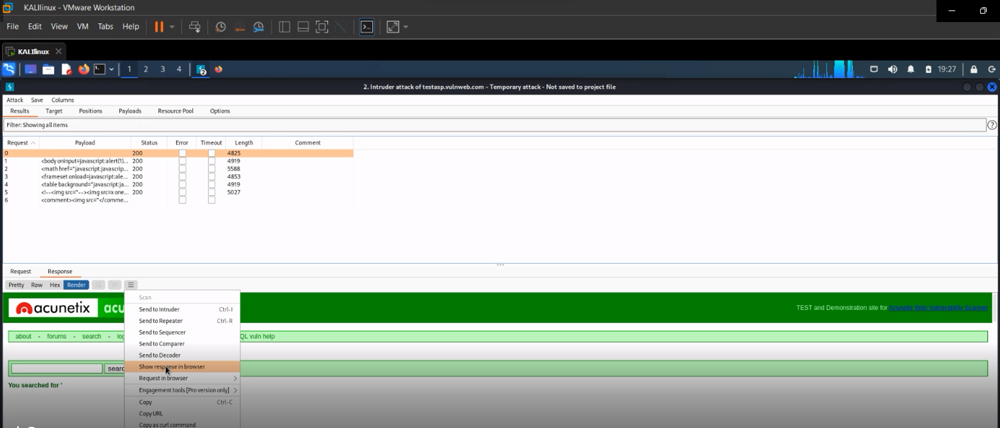 KALIlinux - VMware Workstation
File Edit View VM Tabs Help
KALIlinux
1 2 3 4 2 19:27
2. Intruder attack of testasp.vulnweb.com - Temporary attack - Not saved to project file
Attack Save Columns
Results Target Positions Payloads Resource Pool Options
Filter: Showing all items
Request Payload Status Error Timeout Length Comment
0 200 4825
1 <body oninput=javascript:alert(1)... 200 4919
2 <math href="javascript:javascrip... 200 5588
3 <frameset onload=javascript:ale... 200 4853
4 <table background="javascript:ja... 200 4919
5 <!--<img src="--><img src=x one... 200 5027
6 <comment><img src="</comme...
Request Response
Pretty Raw Hex Render \n
Scan
acunetix acu TEST and Demonstration site for Acunetix Web Vulnerability Scanner
Send to Intruder Ctrl-I
Send to Repeater Ctrl-R
Send to Sequencer
about - forums - search - log QL vuln help
Send to Comparer
Send to Decoder
searc Show response in browser
Request in browser
You searched for '
Engagement tools [Pro version only]
Copy Ctrl-C
Copy URL
Copy as curl command